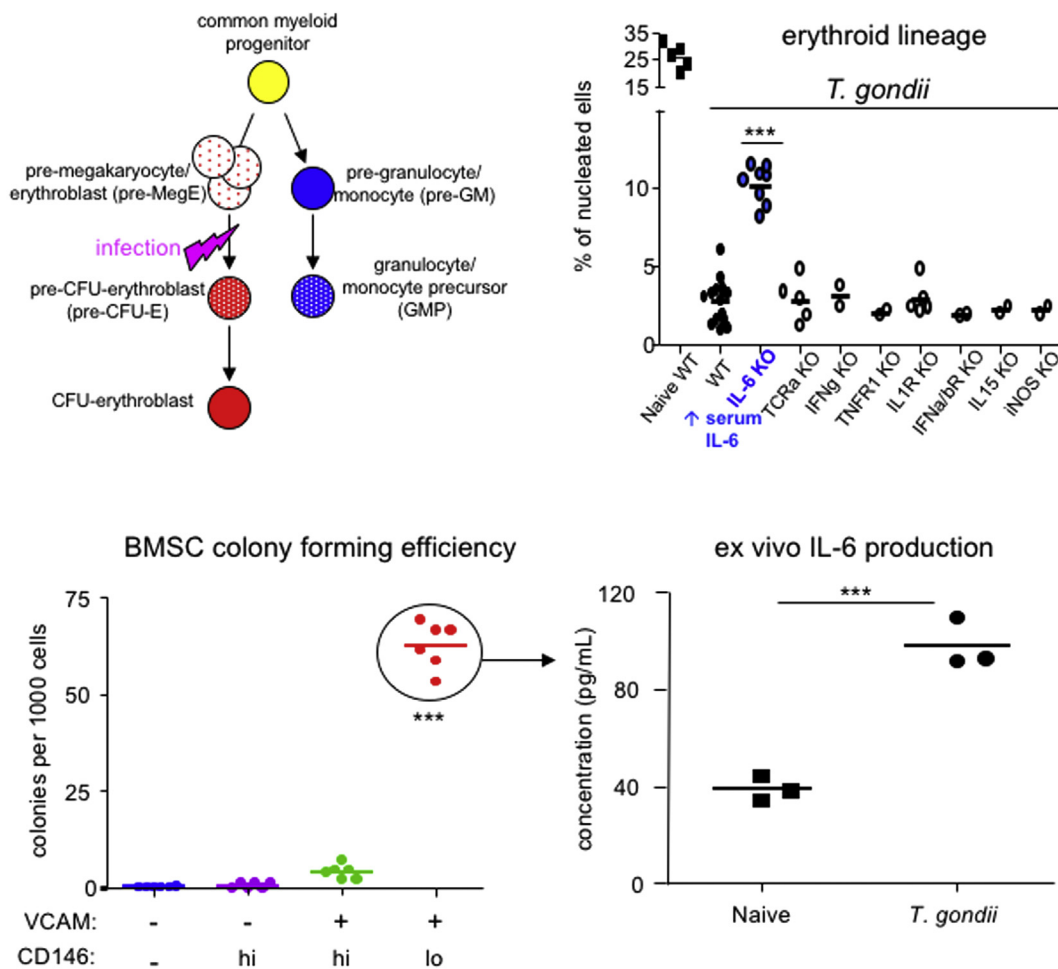 common myeloid
progenitor
pre-megakaryocyte/
erythroblast (pre-MegE)
pre-granulocyte/
monocyte (pre-GM)
infection
pre-CFU-erythroblast
(pre-CFU-E)
granulocyte/
monocyte precursor
(GMP)
CFU-erythroblast
erythroid lineage
T. gondii
% of nucleated ells
35
25
15
10
5
0
***
Naive WT
WT
IL-6 KO
TCRa KO
IFNg KO
TNFR1 KO
IL1R KO
IFNa/bR KO
IL15 KO
iNOS KO
↑ serum
IL-6
BMSC colony forming efficiency
colonies per 1000 cells
75
50
25
0
***
VCAM: - - + +
CD146: - hi hi lo
ex vivo IL-6 production
concentration (pg/mL)
120
80
40
0
***
Naive
T. gondii